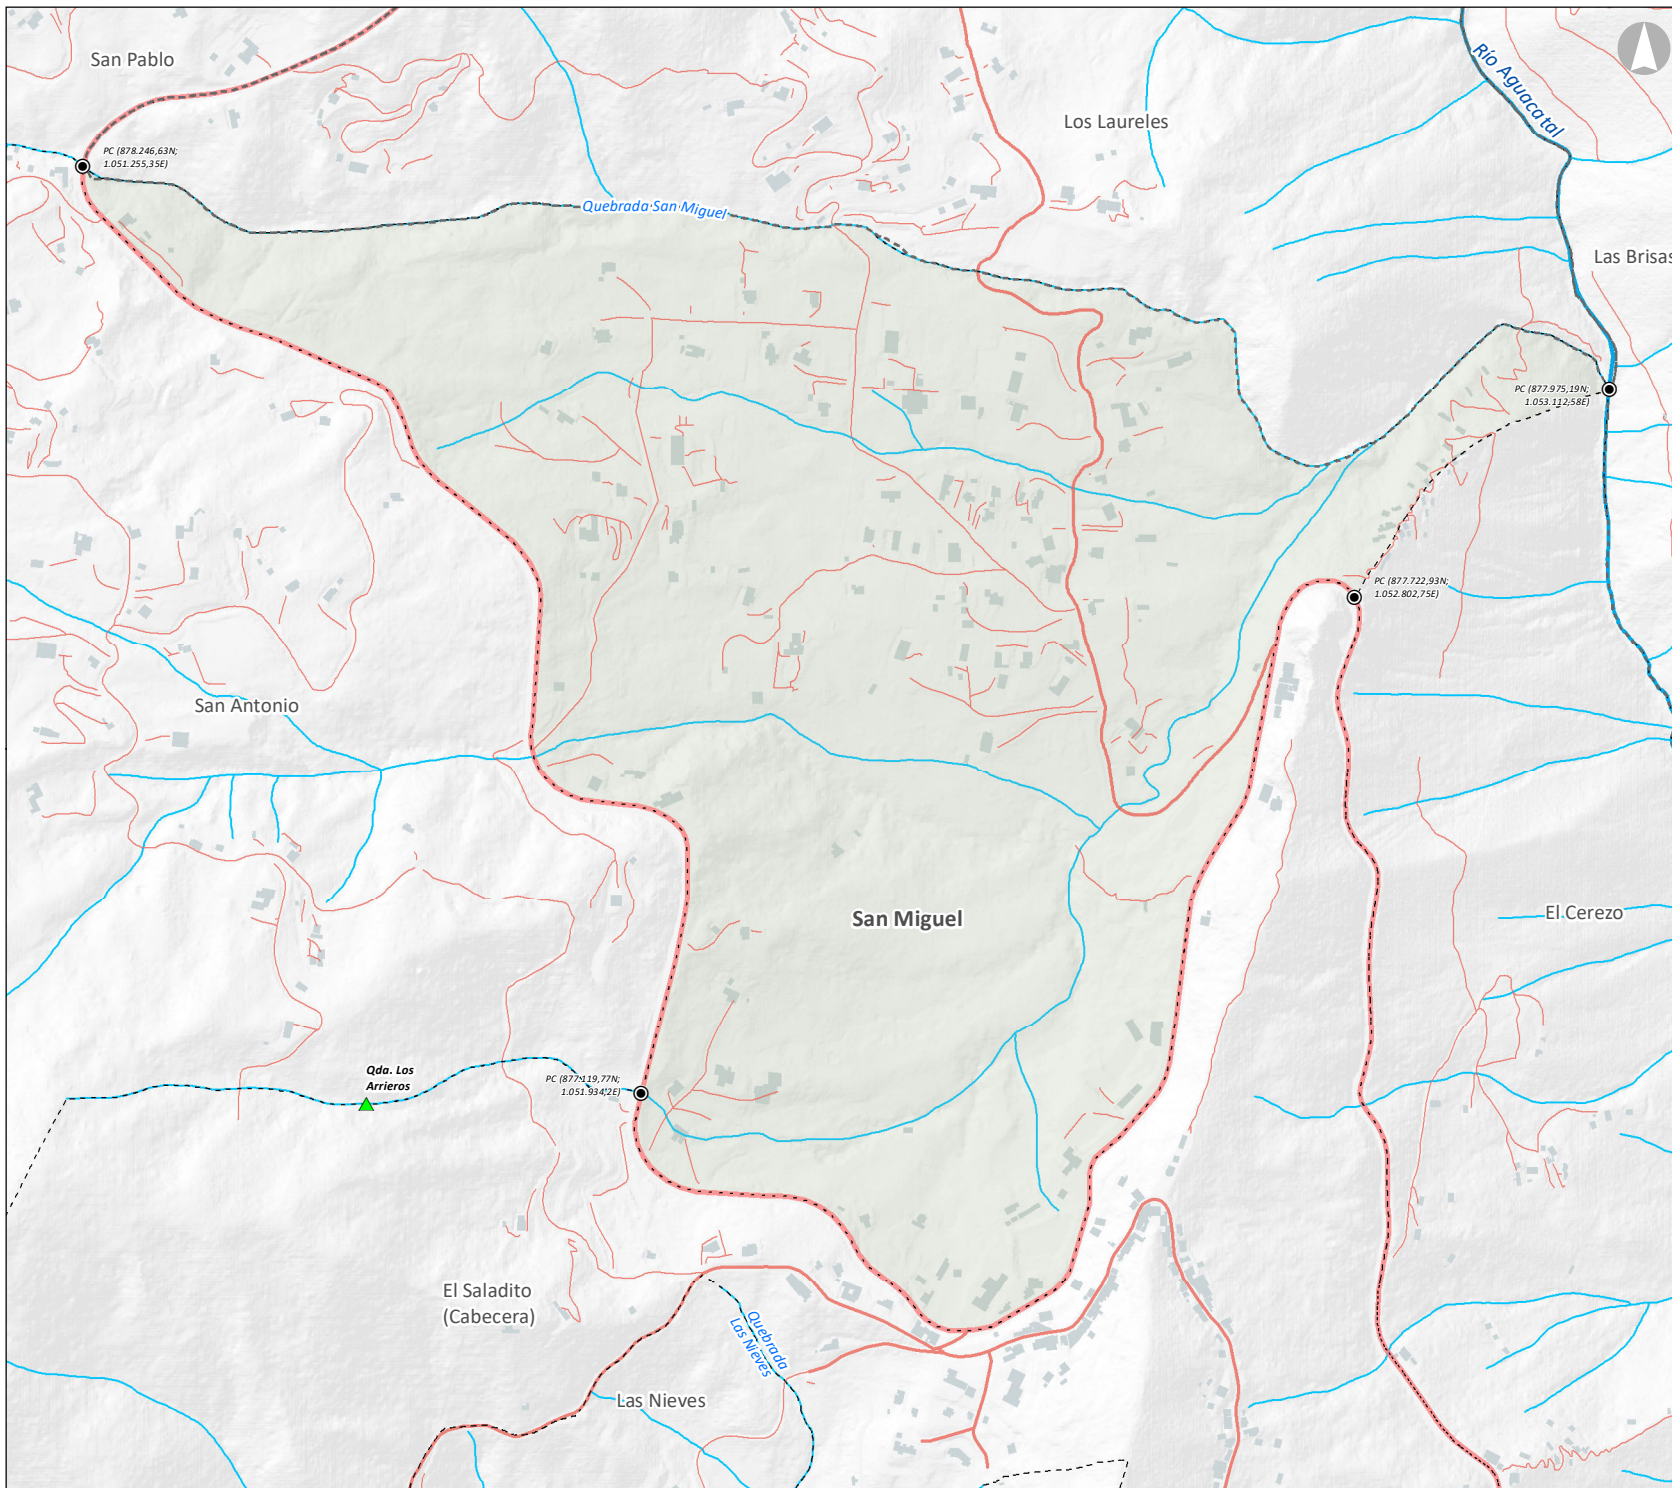 San Pablo
Río Aguacatal
Los Laureles
PC (878.246,63N;
1.051.255,35E)
Quebrada San Miguel
Las Brisas
PC (877.975,19N;
1.053.112,58E)
PC (877.722,93N;
1.052.802,75E)
San Antonio
San Miguel
El Cerezo
Qda. Los
Arrieros
PC (877.119,77N;
1.051.934,2E)
El Saladito
(Cabecera)
Quebrada
Las Nieves
Las Nieves